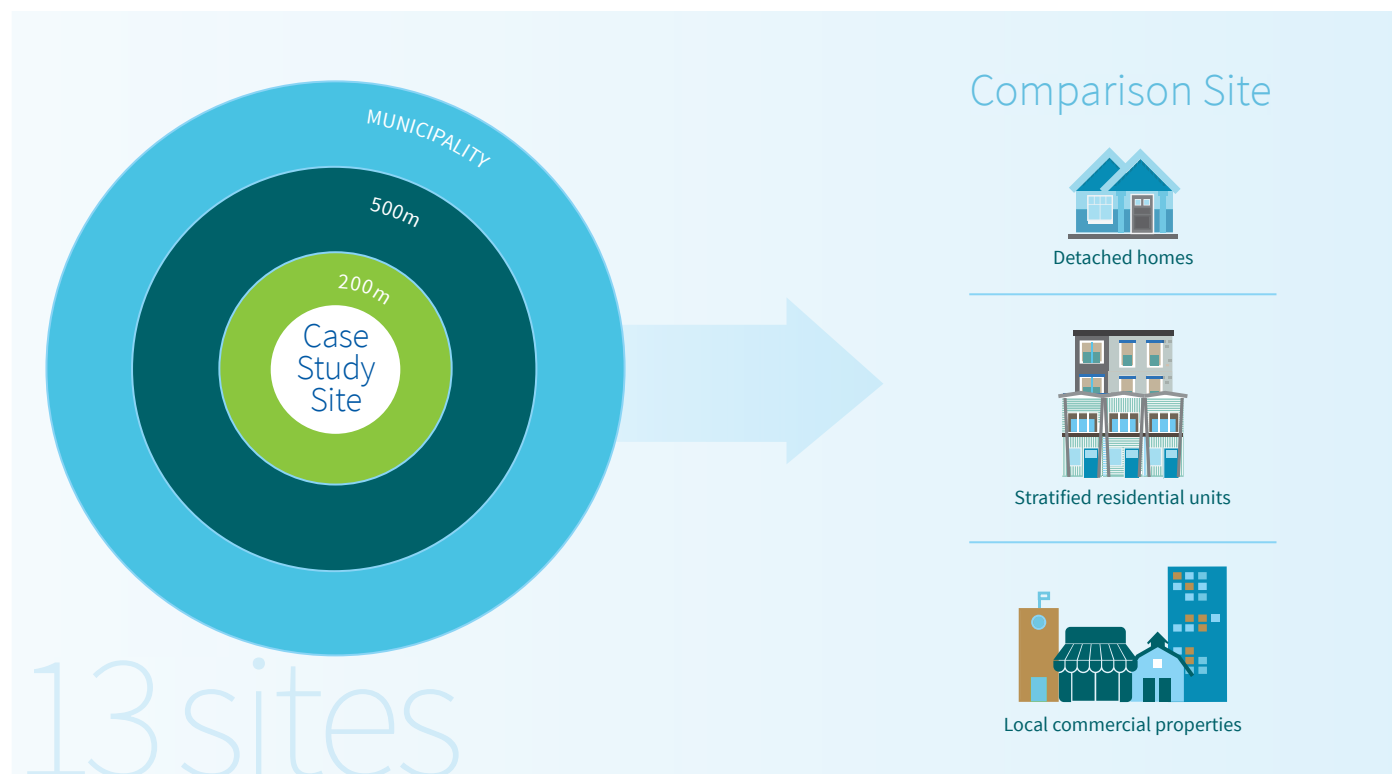 MUNICIPALITY
500m
200m
Case
Study
Site
13 sites
Comparison Site
Detached homes
Stratified residential units
Local commercial properties